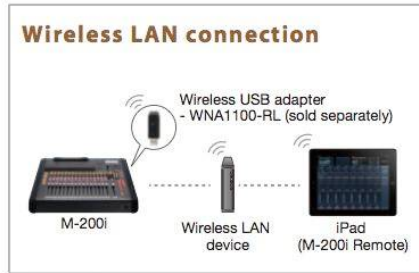 Wireless LAN connection
Wireless USB adapter
- WNA1100-RL (sold separately)
M-200i
Wireless LAN
device
iPad
(M-200i Remote)